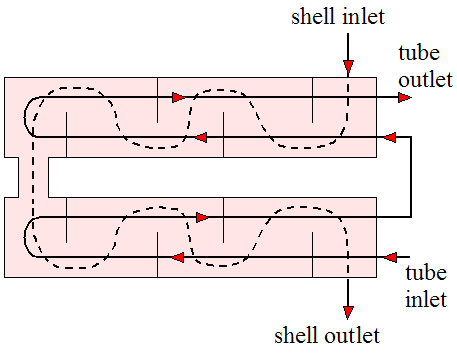 shell inlet
tube
outlet
tube
inlet
shell outlet